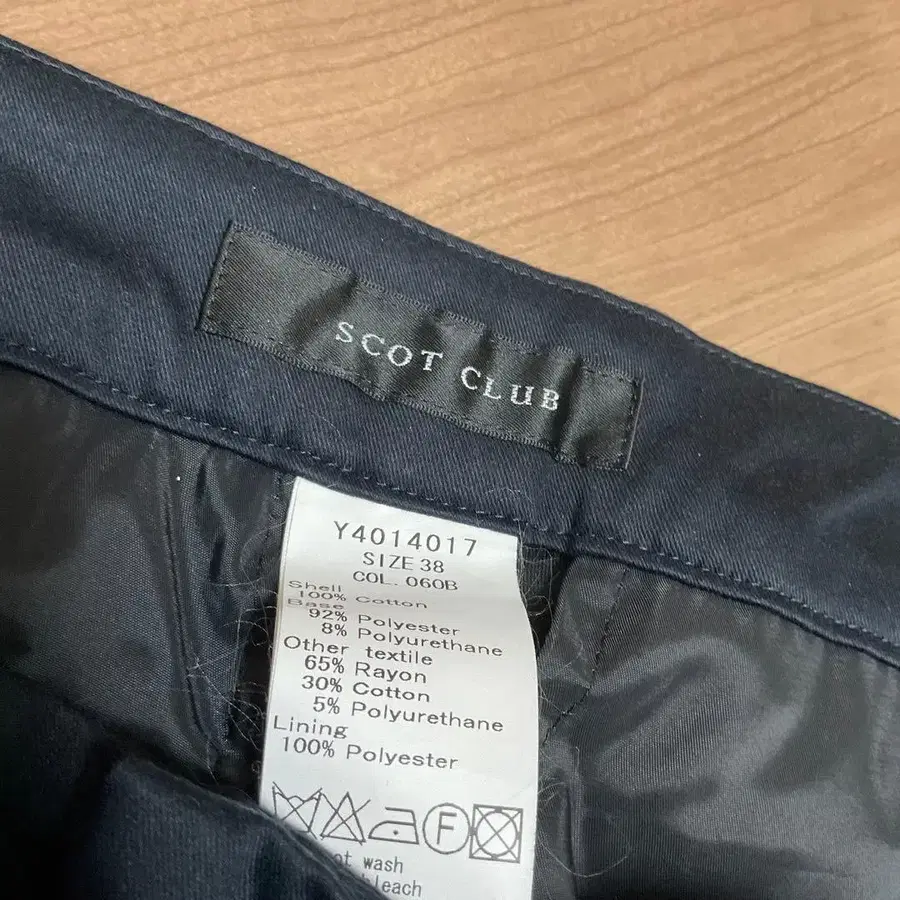 SCOT CLUB
Y4014017
SIZE 38
COL. 060B
Shell
100% Cotton
Base
92% Polyester
8% Polyurethane
Other textile
65% Rayon
30% Cotton
5% Polyurethane
Lining
100% Polyester
F
wash